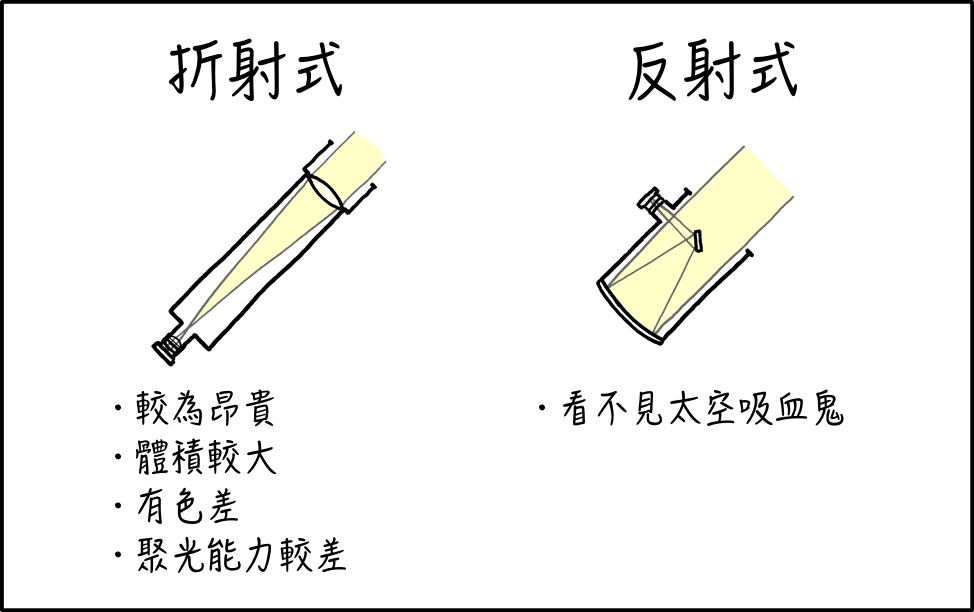 折射式
反射式
・較為昂貴
・體積較大
・有色差
・聚光能力較差
・看不見太空吸血鬼